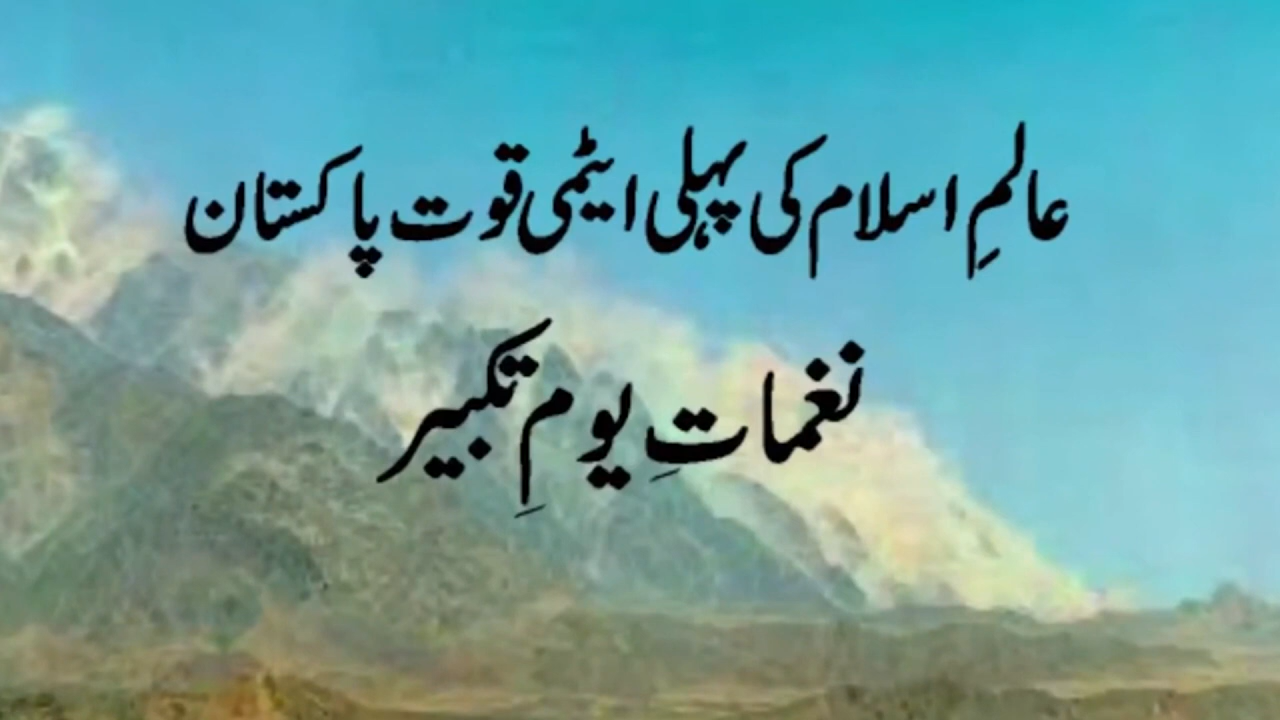 عالمِ اسلام کی پہلی ایٹمی قوت پاکستان
نغماتِ یومِ تکبیر